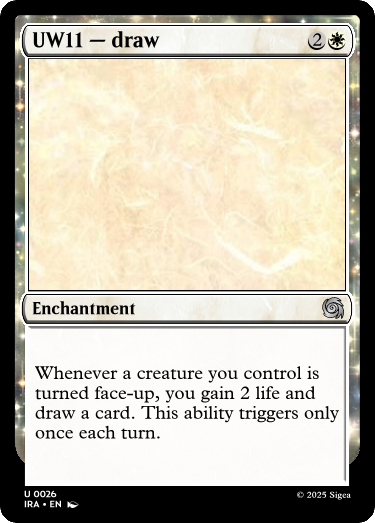 UW11 — draw 2
Enchantment
Whenever a creature you control is
turned face-up, you gain 2 life and
draw a card. This ability triggers only
once each turn.
U 0026
IRA • EN
© 2025 Sigea